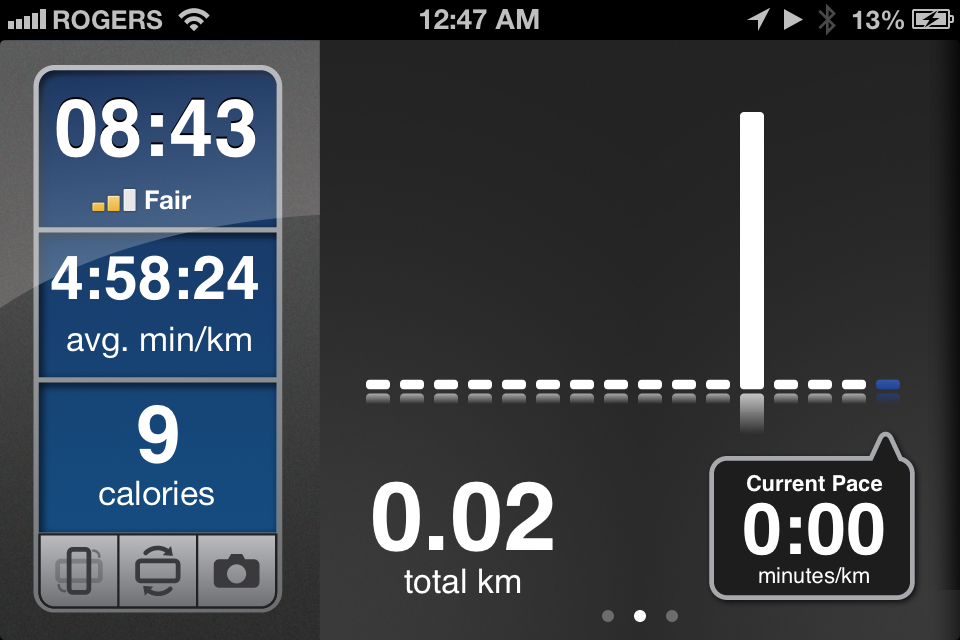 ROGERS 12:47 AM 13%
08:43
Fair
4:58:24
avg. min/km
9
calories
0.02
total km
Current Pace
0:00
minutes/km